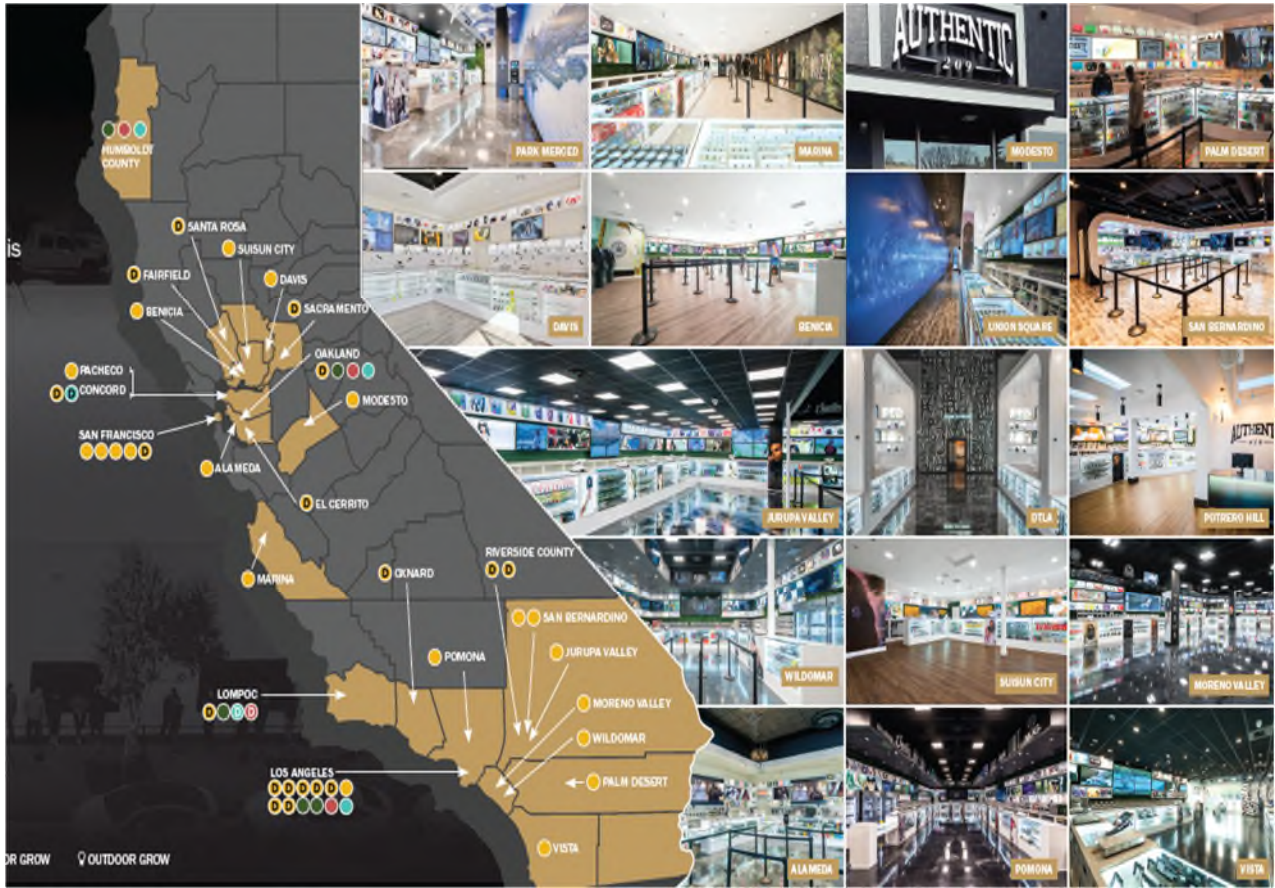 is
HUMBOLDT
COUNTY
D SANTA ROSA
SUISUN CITY
D FAIRFIELD
DAVIS
BENICIA
D SACRAMENTO
OAKLAND
D
PACHECO
D D CONCORD
MODESTO
SAN FRANCISCO
D
ALAMEDA
D EL CERRITO
MARINA
D OXNARD
RIVERSIDE COUNTY
D D
SAN BERNARDINO
POMONA
JURUPA VALLEY
LOMPOC
D D D
MORENO VALLEY
WILDOMAR
LOS ANGELES
D D D D D
D D
PALM DESERT
VISTA
OR GROW
OUTDOOR GROW
PARK MERCED
MARINA
AUTHENTIC
209
MODESTO
PALM DESERT
DAVIS
BENICIA
UNION SQUARE
SAN BERNARDINO
JURUPA VALLEY
DTLA
AUTHENT
POTRERO HILL
WILDOMAR
SUISUN CITY
MORENO VALLEY
ALAMEDA
POMONA
VISTA